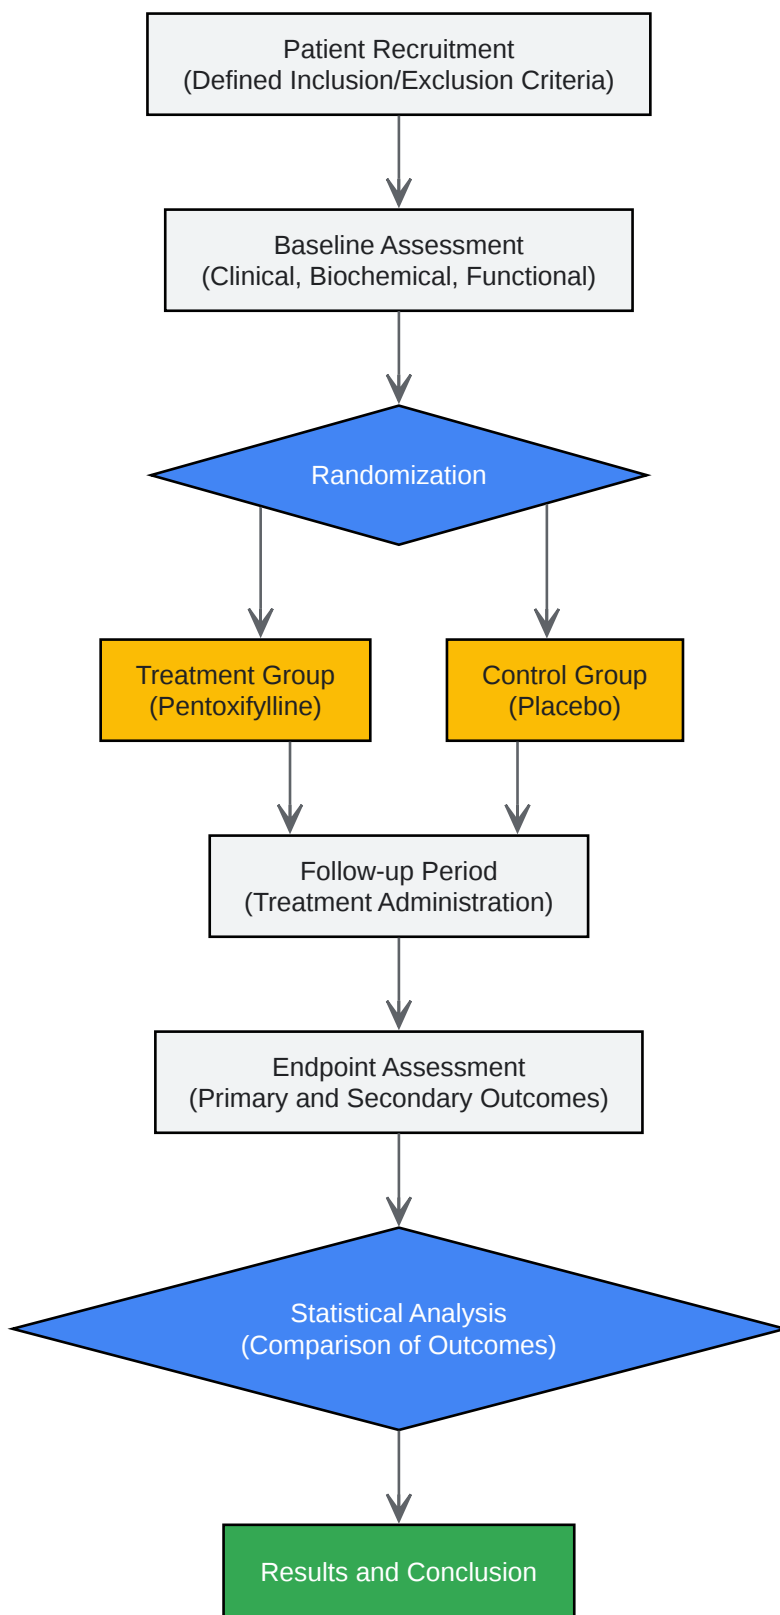 Patient Recruitment
(Defined Inclusion/Exclusion Criteria)
Baseline Assessment
(Clinical, Biochemical, Functional)
Randomization
Treatment Group
(Pentoxifylline)
Control Group
(Placebo)
Follow-up Period
(Treatment Administration)
Endpoint Assessment
(Primary and Secondary Outcomes)
Statistical Analysis
(Comparison of Outcomes)
Results and Conclusion